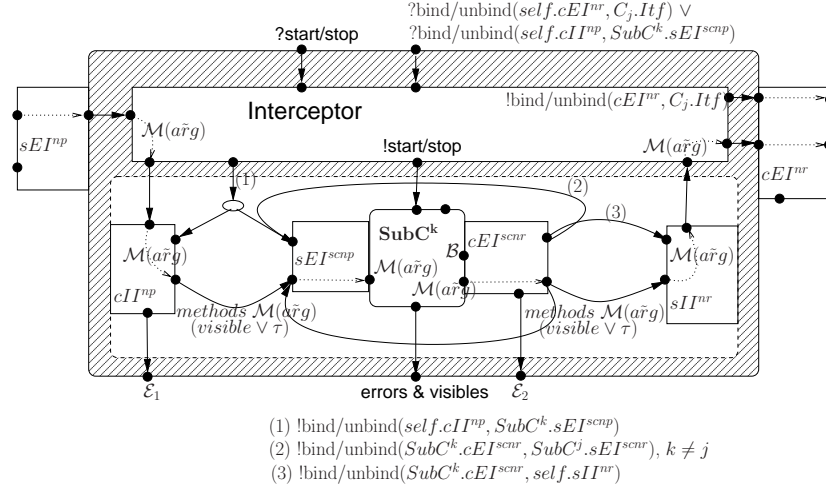 ?bind/unbind(self.cEI^{nr}, C_j.Itf) ∨
?start/stop
?bind/unbind(self.cII^{np}, SubC^k.sEI^{scnp})
Interceptor
!bind/unbind(cEI^{nr}, C_j.Itf)
sEI^{np}
M(ãrg)
!start/stop
M(ãrg)
cEI^{nr}
(1)
(2)
(3)
SubC^k
B
cEI^{scnr}
M(ãrg)
sEI^{scnp}
M(ãrg)
M(ãrg)
M(ãrg)
cII^{np}
sII^{nr}
methods M(ãrg)
(visible ∨ τ)
methods M(ãrg)
(visible ∨ τ)
E_1
errors & visibles
E_2
(1) !bind/unbind(self.cII^{np}, SubC^k.sEI^{scnp})
(2) !bind/unbind(SubC^k.cEI^{scnr}, SubC^j.sEI^{scnr}), k ≠ j
(3) !bind/unbind(SubC^k.cEI^{scnr}, self.sII^{nr})